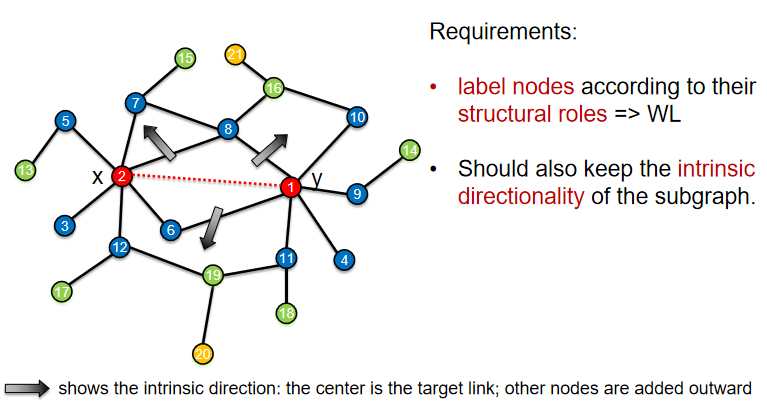 Requirements:
• label nodes according to their
structural roles => WL
• Should also keep the intrinsic
directionality of the subgraph.
15
21
16
7
10
5
8
14
13
x
2
1
y
9
3
6
12
11
4
19
17
18
20
shows the intrinsic direction: the center is the target link; other nodes are added outward